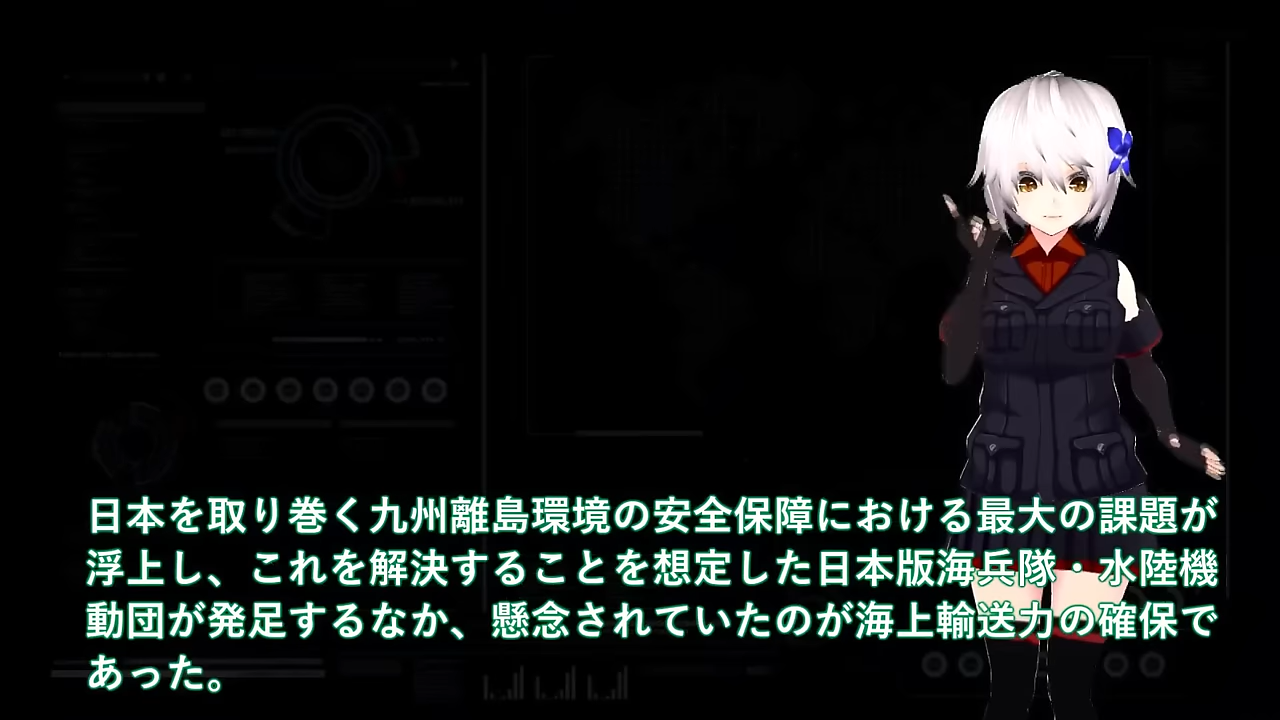 日本を取り巻く九州離島環境の安全保障における最大の課題が
浮上し、これを解決することを想定した日本版海兵隊・水陸機
動団が発足するなか、懸念されていたのが海上輸送力の確保で
あった。